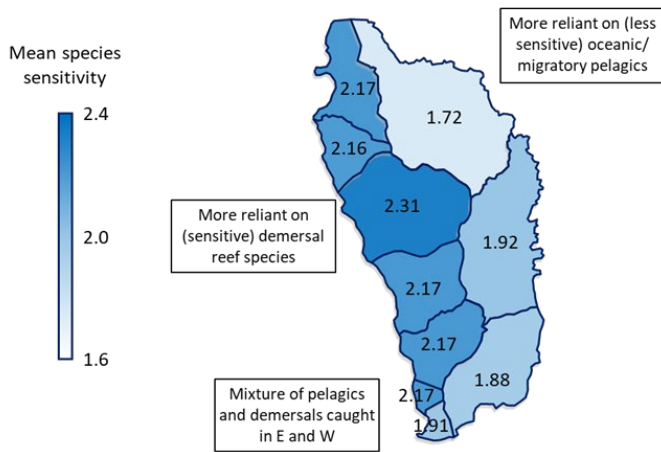 More reliant on (less
sensitive) oceanic/
migratory pelagics
Mean species
sensitivity
2.4
2.0
1.6
2.17
1.72
2.16
2.31
1.92
2.17
2.17
1.88
2.17
1.91
More reliant on
(sensitive) demersal
reef species
Mixture of pelagics
and demersals caught
in E and W